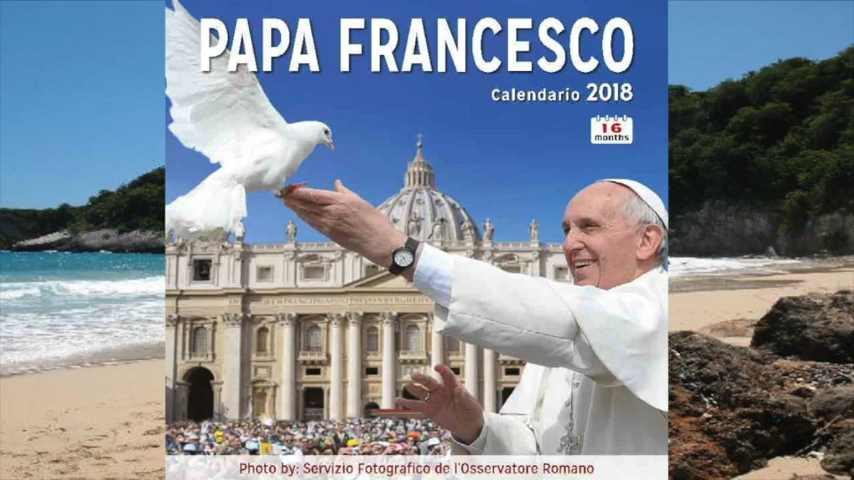 PAPA FRANCESCO
Calendario 2018
16
months
Photo by: Servizio Fotografico de l'Osservatore Romano